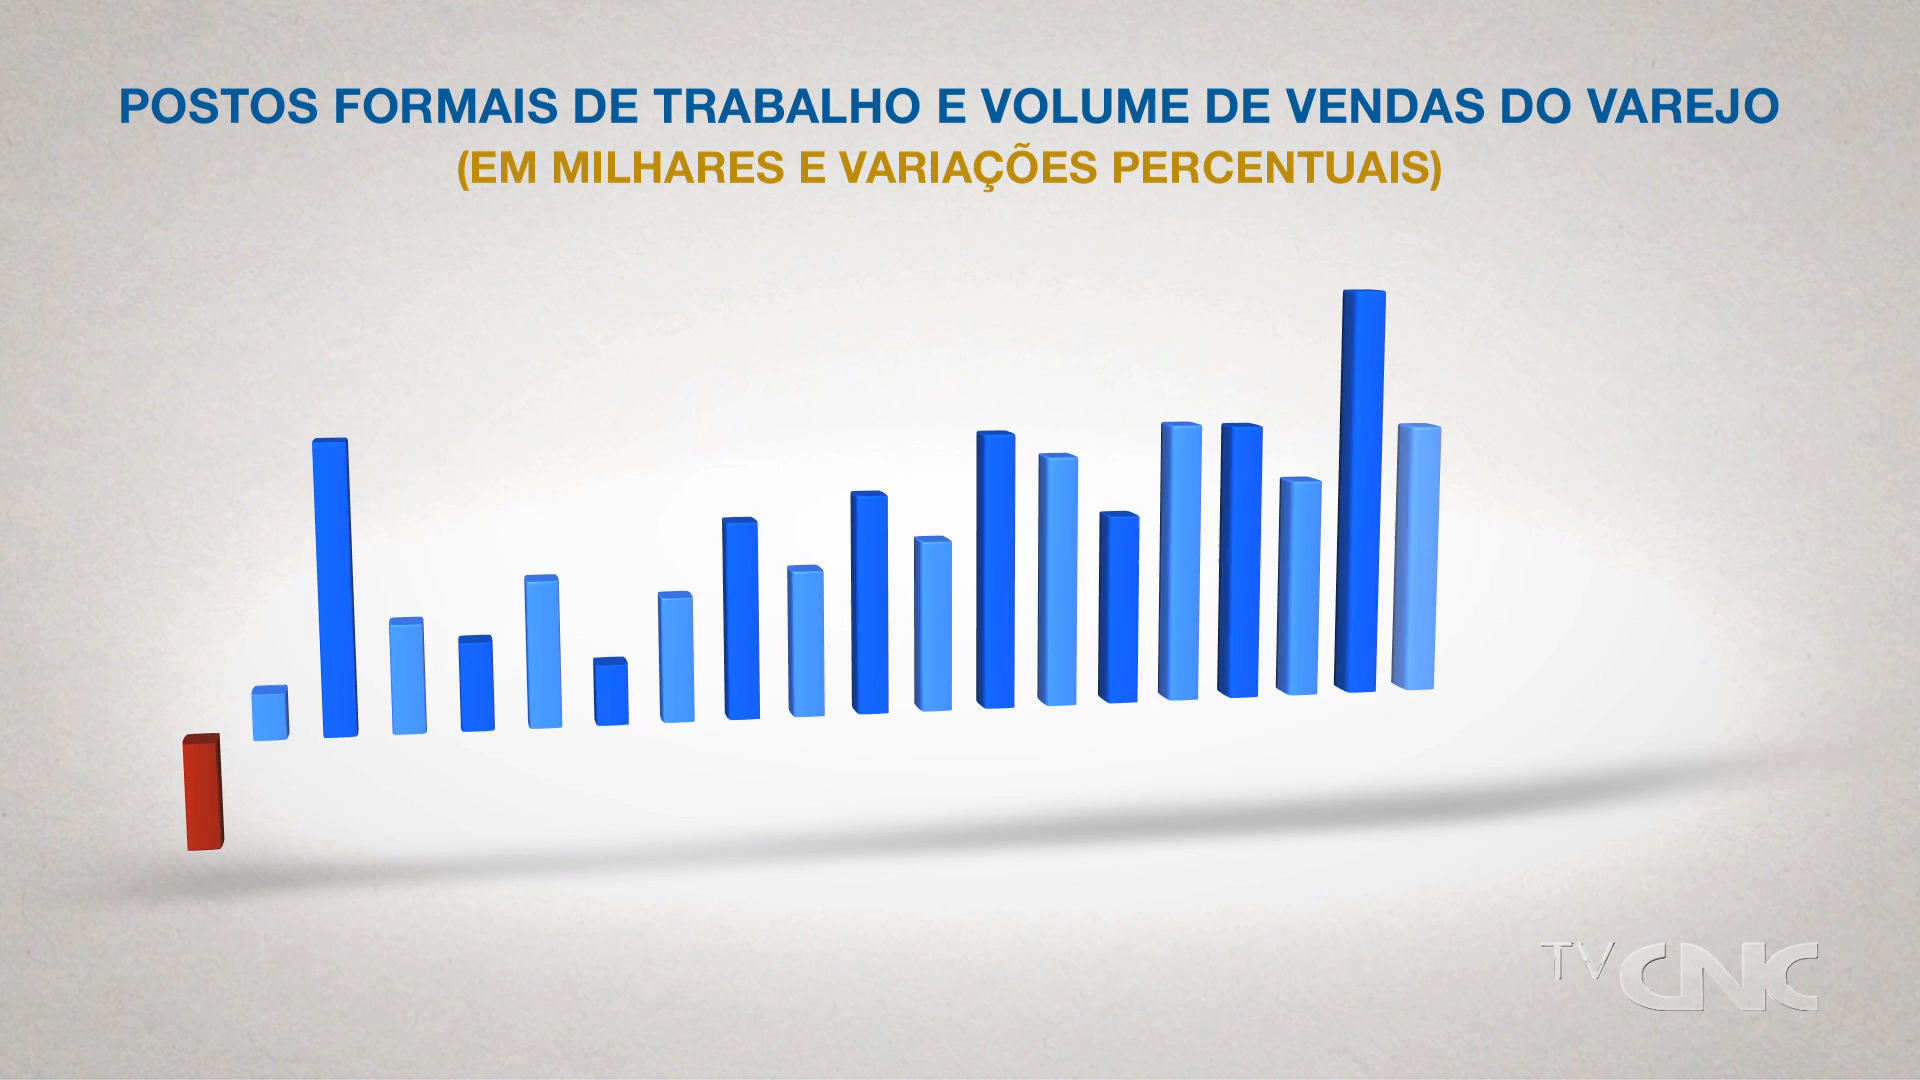 POSTOS FORMAIS DE TRABALHO E VOLUME DE VENDAS DO VAREJO
(EM MILHARES E VARIAÇÕES PERCENTUAIS)
TV CNC